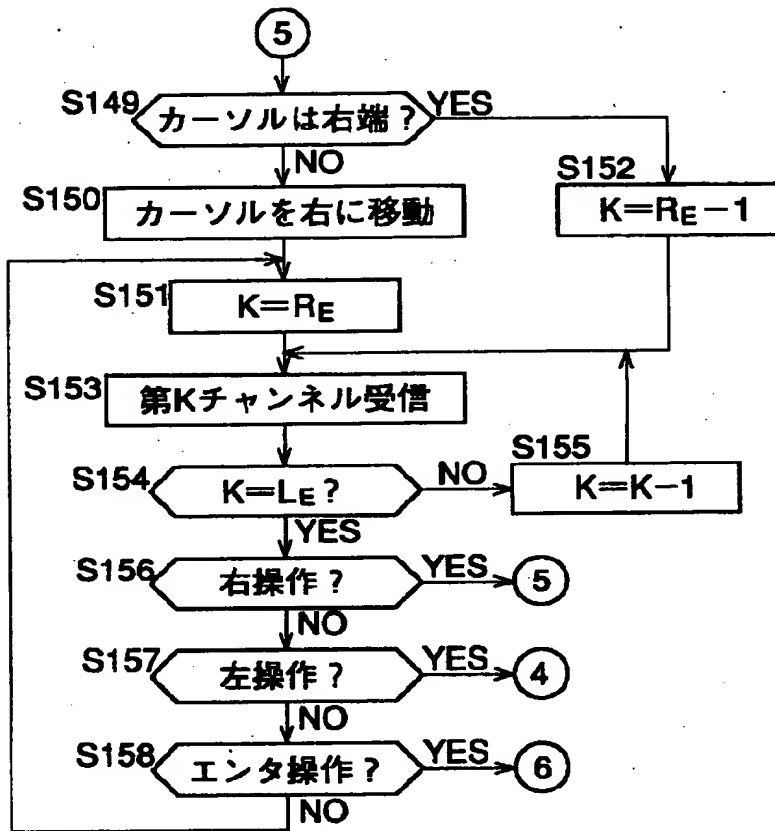 5
S149
カーソルは右端？
YES
NO
S152
K=RE−1
S150
カーソルを右に移動
S151
K=RE
S153
第Kチャンネル受信
S154
K=LE？
NO
S155
K=K−1
YES
S156
右操作？
YES
5
NO
S157
左操作？
YES
4
NO
S158
エンタ操作？
YES
6
NO